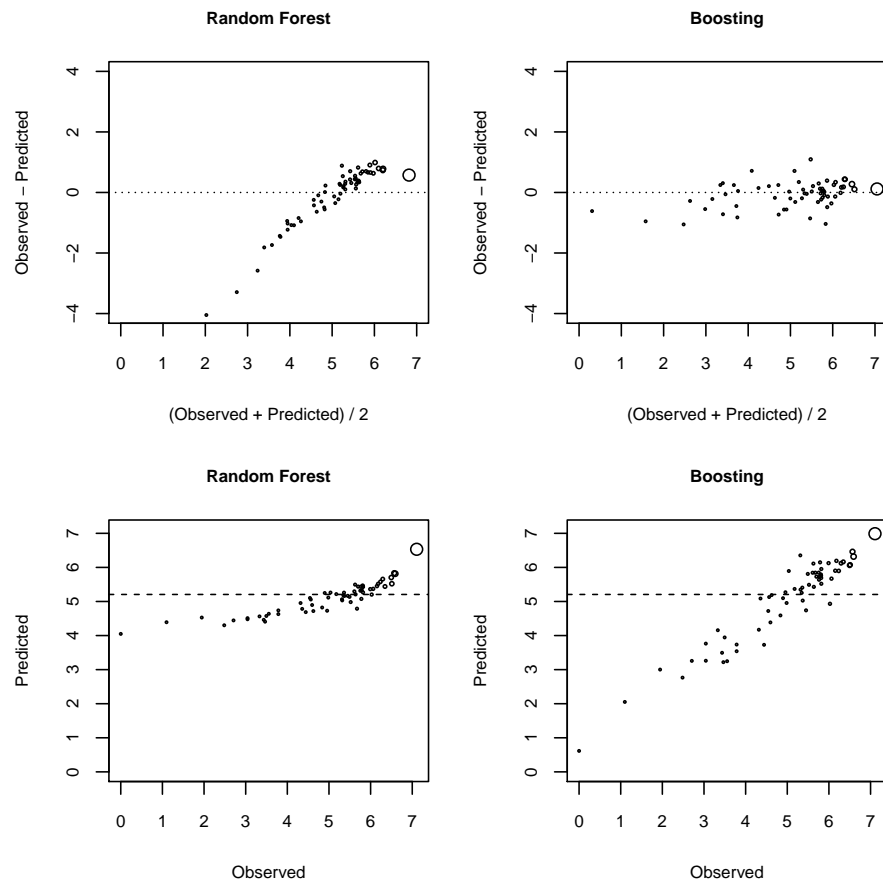 Random Forest
Observed − Predicted
4
2
0
−2
−4
0 1 2 3 4 5 6 7
(Observed + Predicted) / 2
Boosting
Observed − Predicted
4
2
0
−2
−4
0 1 2 3 4 5 6 7
(Observed + Predicted) / 2
Random Forest
Predicted
7
6
5
4
3
2
1
0
0 1 2 3 4 5 6 7
Observed
Boosting
Predicted
7
6
5
4
3
2
1
0
0 1 2 3 4 5 6 7
Observed